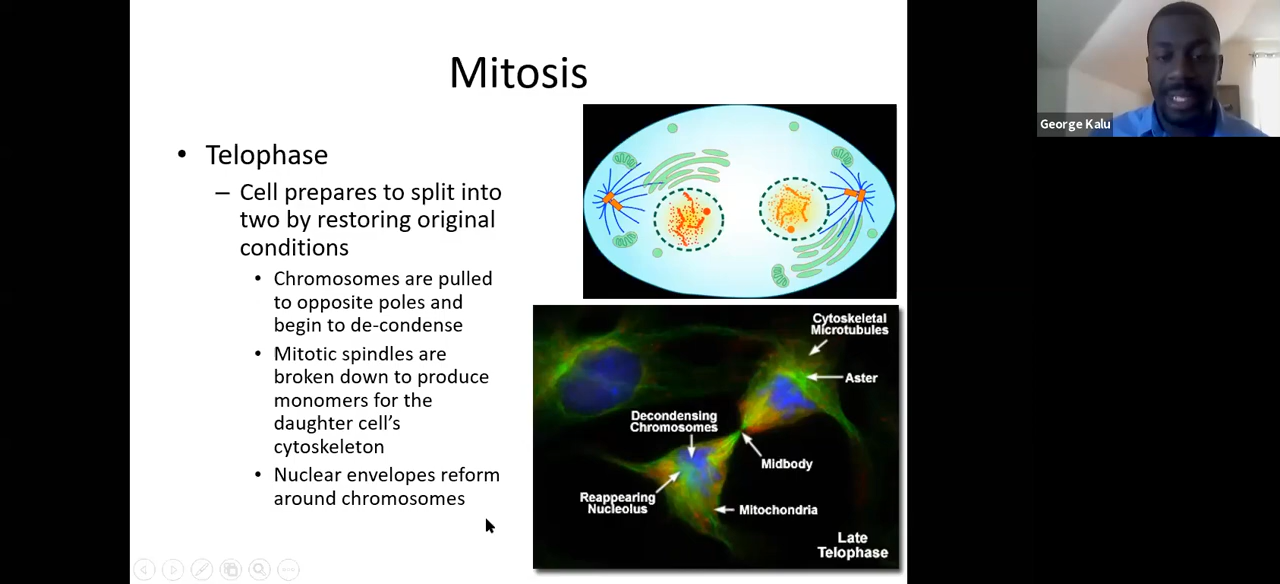 Mitosis
• Telophase
– Cell prepares to split into
two by restoring original
conditions
• Chromosomes are pulled
to opposite poles and
begin to de-condense
• Mitotic spindles are
broken down to produce
monomers for the
daughter cell's
cytoskeleton
• Nuclear envelopes reform
around chromosomes
Cytoskeletal
Microtubules
Aster
Decondensing
Chromosomes
Midbody
Reappearing
Nucleolus
Mitochondria
Late
Telophase
George Kalu